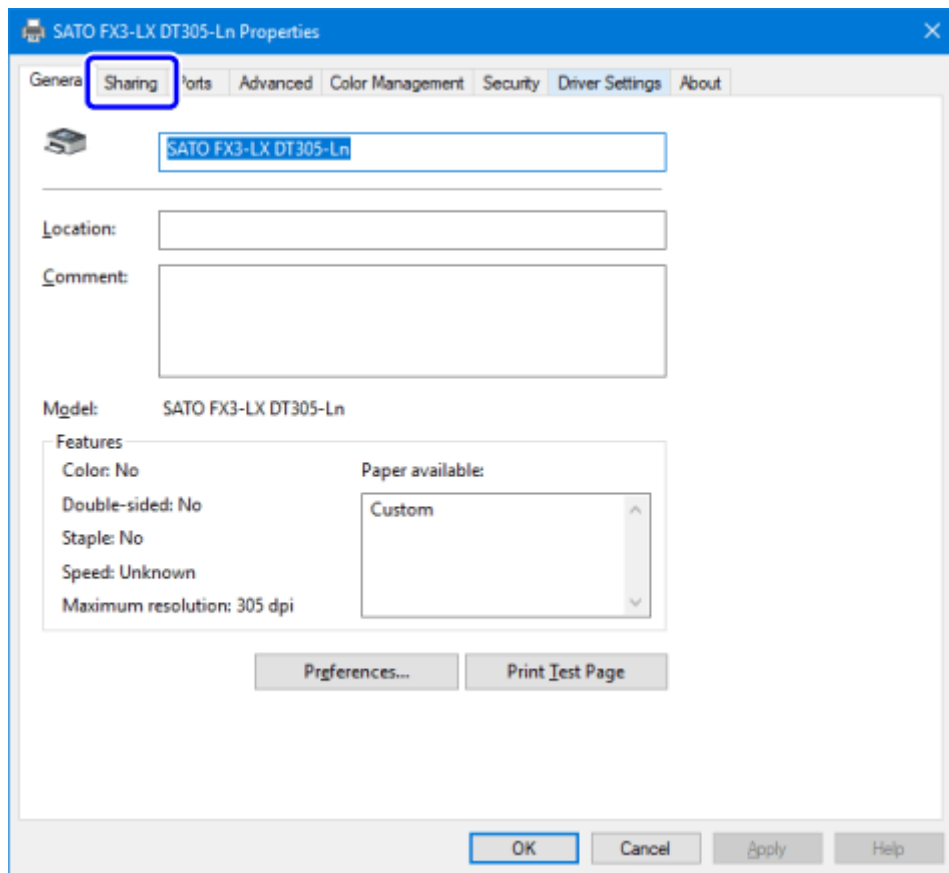 SATO FX3-LX DT305-Ln Properties
Genera Sharing Ports Advanced Color Management Security Driver Settings About
SATO FX3-LX DT305-Ln
Location:
Comment:
Model: SATO FX3-LX DT305-Ln
Features
Color: No Paper available:
Double-sided: No Custom
Staple: No
Speed: Unknown
Maximum resolution: 305 dpi
Preferences... Print Test Page
OK Cancel Apply Help